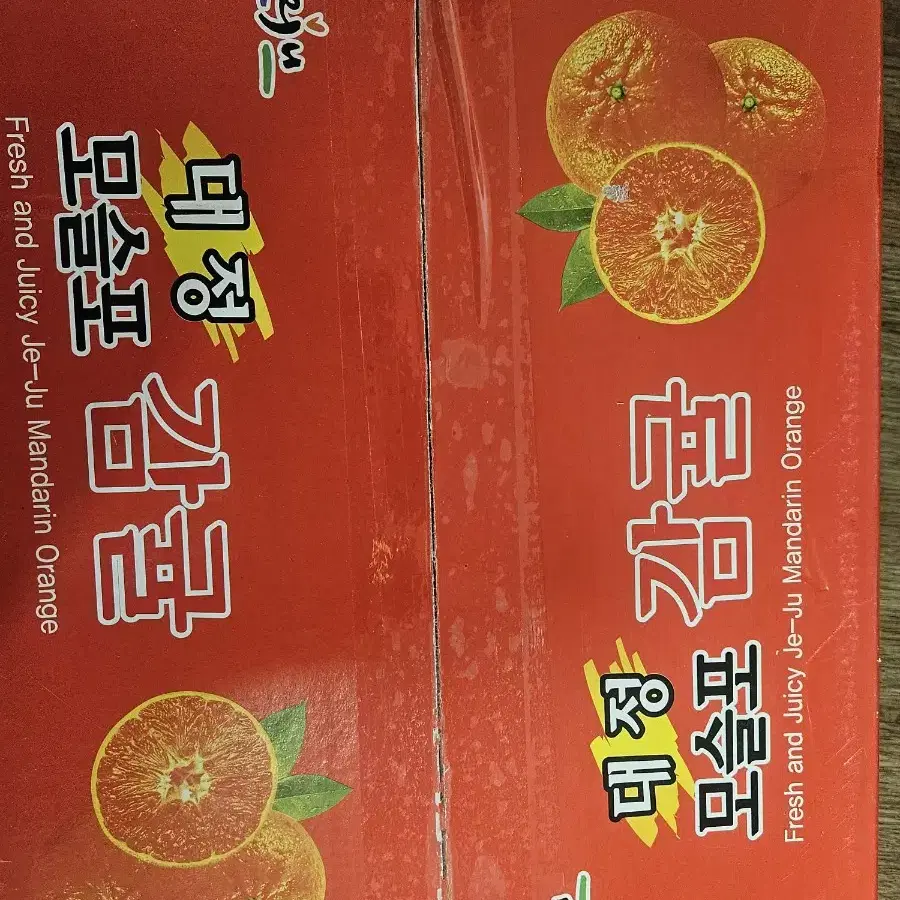 대정
모슬포
감귤
Fresh and Juicy Je-Ju Mandarin Orange
대정
모슬포
감귤
Fresh and Juicy Je-Ju Mandarin Orange